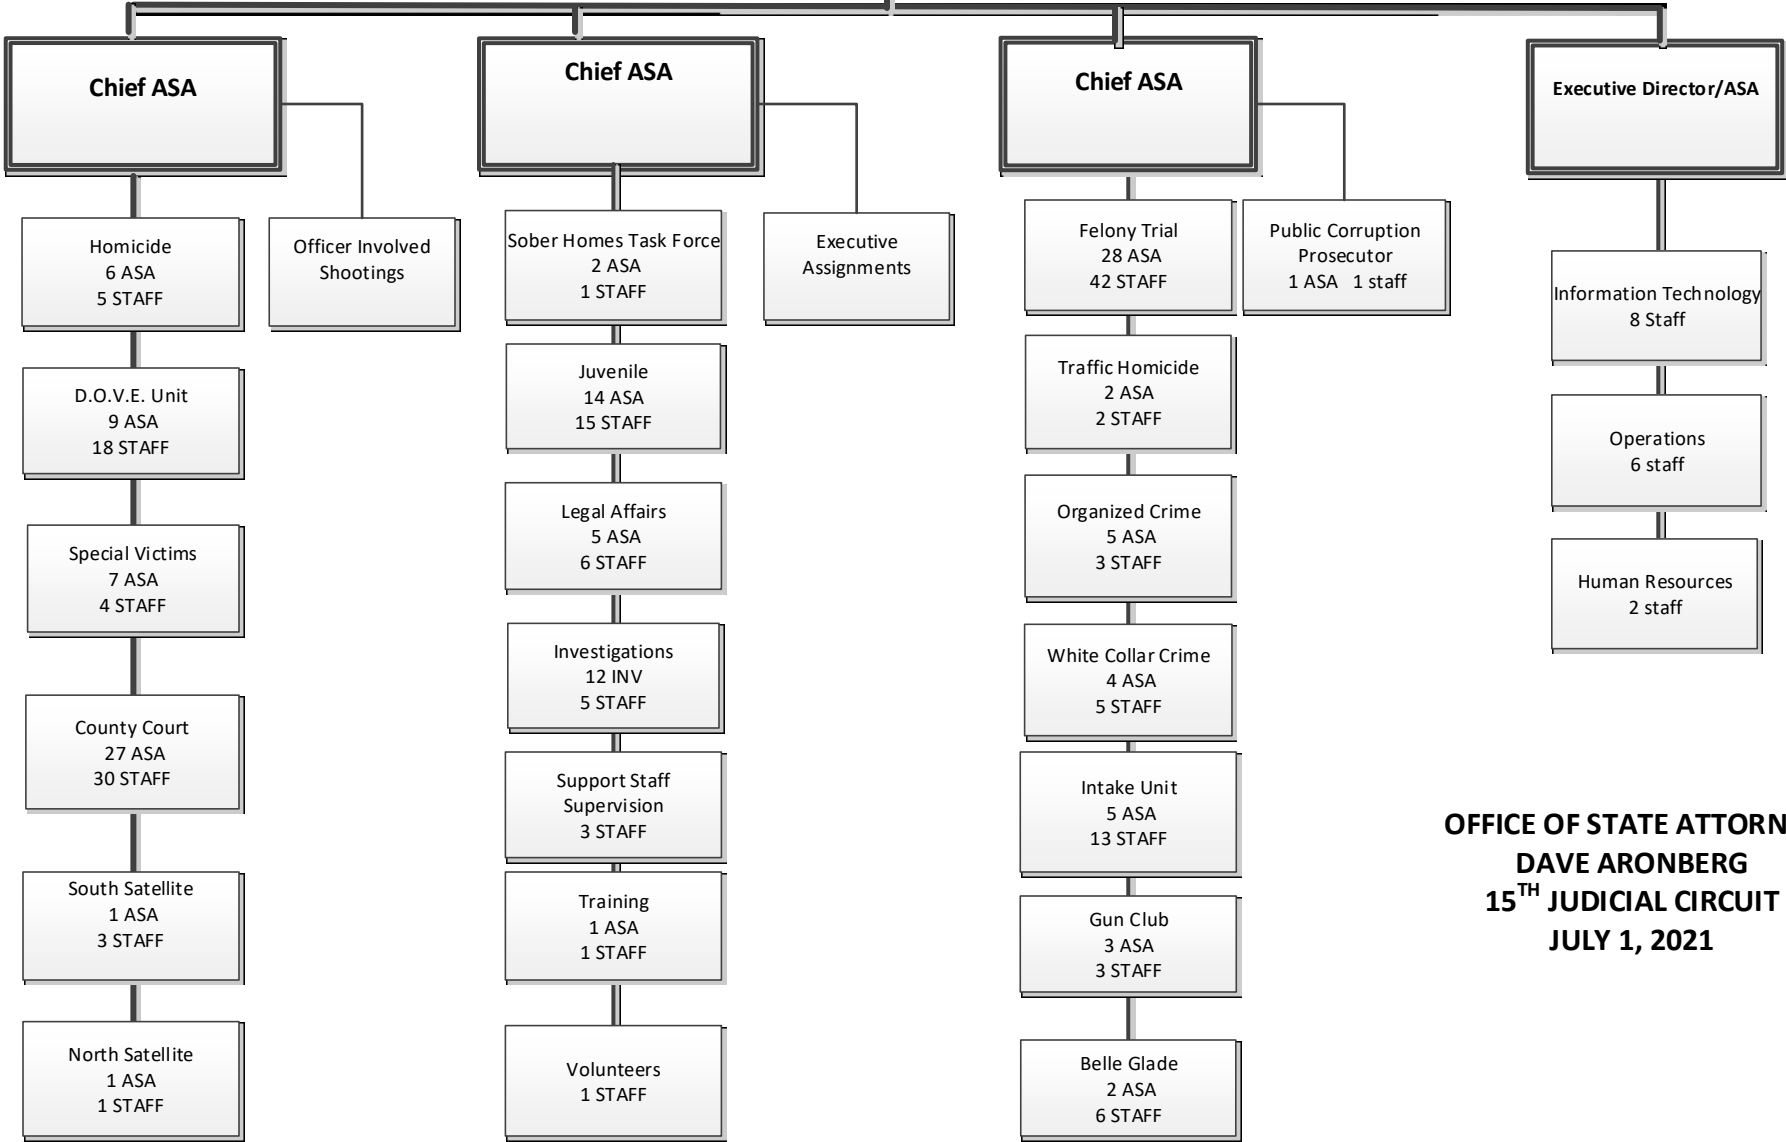 Chief ASA
Homicide
6 ASA
5 STAFF
Officer Involved
Shootings
D.O.V.E. Unit
9 ASA
18 STAFF
Special Victims
7 ASA
4 STAFF
County Court
27 ASA
30 STAFF
South Satellite
1 ASA
3 STAFF
North Satellite
1 ASA
1 STAFF
Chief ASA
Sober Homes Task Force
2 ASA
1 STAFF
Executive
Assignments
Juvenile
14 ASA
15 STAFF
Legal Affairs
5 ASA
6 STAFF
Investigations
12 INV
5 STAFF
Support Staff
Supervision
3 STAFF
Training
1 ASA
1 STAFF
Volunteers
1 STAFF
Chief ASA
Felony Trial
28 ASA
42 STAFF
Public Corruption
Prosecutor
1 ASA 1 staff
Traffic Homicide
2 ASA
2 STAFF
Organized Crime
5 ASA
3 STAFF
White Collar Crime
4 ASA
5 STAFF
Intake Unit
5 ASA
13 STAFF
Gun Club
3 ASA
3 STAFF
Belle Glade
2 ASA
6 STAFF
Executive Director/ASA
Information Technology
8 Staff
Operations
6 staff
Human Resources
2 staff
OFFICE OF STATE ATTORN
DAVE ARONBERG
15TH JUDICIAL CIRCUIT
JULY 1, 2021